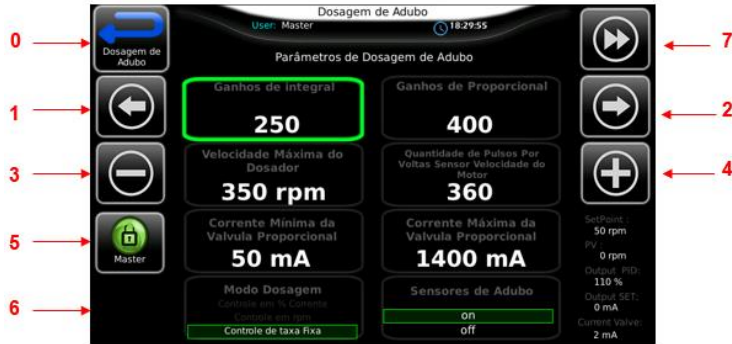 Dosagem de Adubo
User: Master
18:29:55
0
Dosagem de
Adubo
Parâmetros de Dosagem de Adubo
7
1
Ganhos de integral
250
Ganhos de Proporcional
400
2
3
Velocidade Máxima do
Dosador
350 rpm
Quantidade de Pulsos Por
Voltas Sensor Velocidade do
Motor
360
4
5
Master
Corrente Mínima da
Valvula Proporcional
50 mA
Corrente Máxima da
Valvula Proporcional
1400 mA
SetPoint :
50 rpm
PV :
0 rpm
Output PID:
110 %
Output SET:
0 mA
Current Valve:
2 mA
6
Modo Dosagem
Controle em % Corrente
Controle em rpm
Controle de taxa Fixa
Sensores de Adubo
on
off